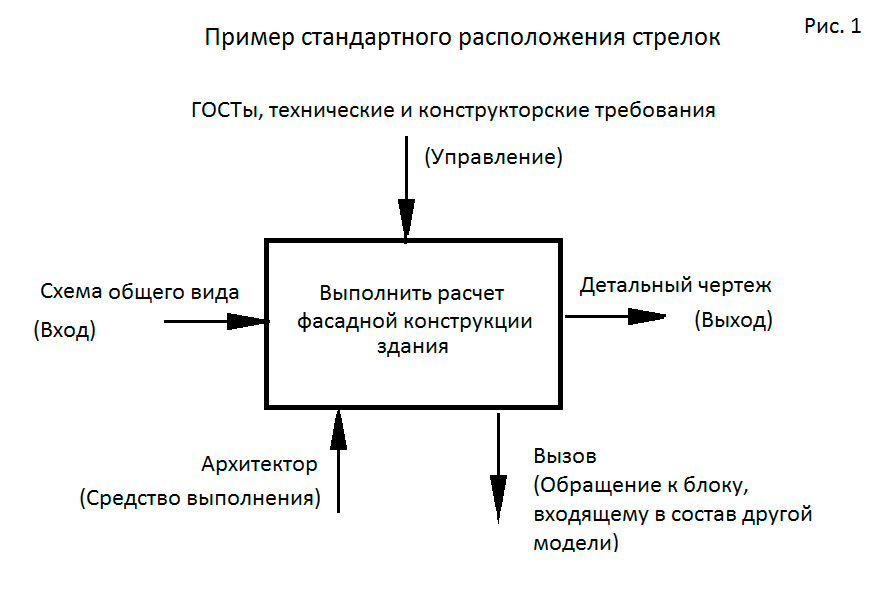 Рис. 1
Пример стандартного расположения стрелок
ГОСТы, технические и конструкторские требования
(Управление)
Схема общего вида
(Вход)
Выполнить расчет
фасадной конструкции
здания
Детальный чертеж
(Выход)
Архитектор
(Средство выполнения)
Вызов
(Обращение к блоку,
входящему в состав другой
модели)